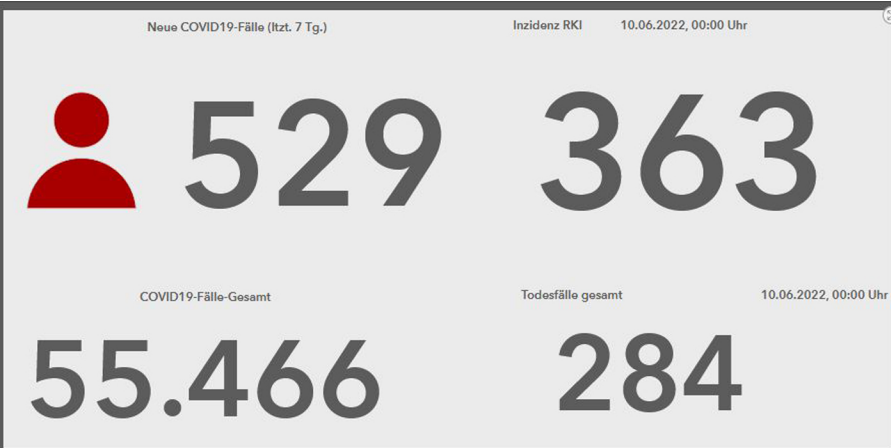 Neue COVID19-Fälle (ltzt. 7 Tg.)
Inzidenz RKI 10.06.2022, 00:00 Uhr
529
363
COVID19-Fälle-Gesamt
Todesfälle gesamt 10.06.2022, 00:00 Uhr
55.466
284